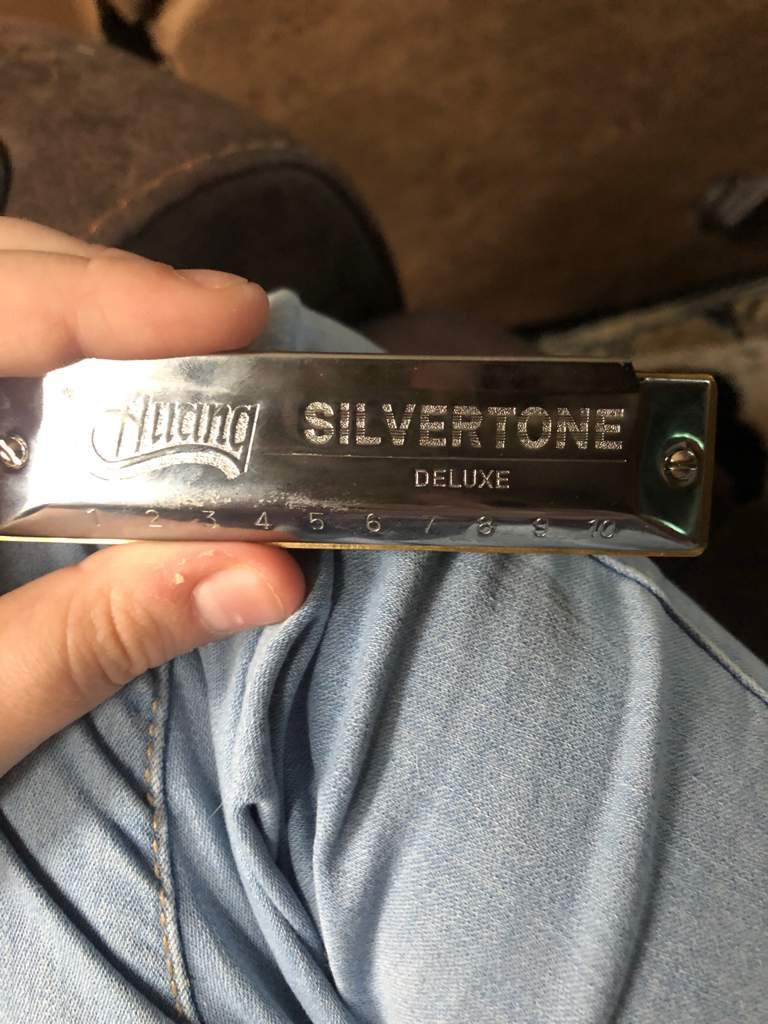 Huang SILVERTONE
DELUXE
1 2 3 4 5 6 7 8 9 10